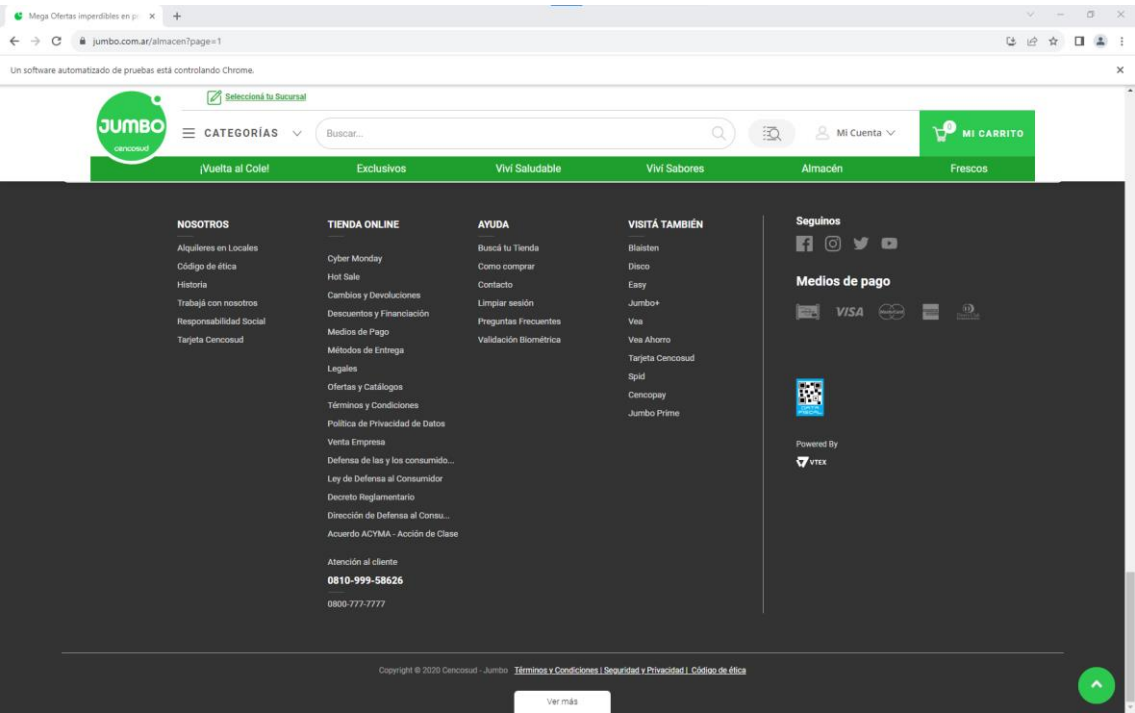 Mega Ofertas imperdibles en p
jumbo.com.ar/almacen?page=1
Un software automatizado de pruebas está controlando Chrome.
Seleccioná tu Sucursal
JUMBO
cencosud
CATEGORÍAS
Buscar...
Mi Cuenta
0
MI CARRITO
¡Vuelta al Cole!
Exclusivos
Viví Saludable
Viví Sabores
Almacén
Frescos
NOSOTROS
Alquileres en Locales
Código de ética
Historia
Trabajá con nosotros
Responsabilidad Social
Tarjeta Cencosud
TIENDA ONLINE
Cyber Monday
Hot Sale
Cambios y Devoluciones
Descuentos y Financiación
Medios de Pago
Métodos de Entrega
Legales
Ofertas y Catálogos
Términos y Condiciones
Política de Privacidad de Datos
Venta Empresa
Defensa de las y los consumido...
Ley de Defensa al Consumidor
Decreto Reglamentario
Dirección de Defensa al Consu...
Acuerdo ACYMA - Acción de Clase
Atención al cliente
0810-999-58626
0800-777-7777
AYUDA
Buscá tu Tienda
Como comprar
Contacto
Limpiar sesión
Preguntas Frecuentes
Validación Biométrica
VISITÁ TAMBIÉN
Blaisten
Disco
Easy
Jumbo+
Vea
Vea Ahorro
Tarjeta Cencosud
Spid
Cencopay
Jumbo Prime
Seguinos
Medios de pago
VISA
DATA
FISCAL
Powered By
VTEX
Copyright © 2020 Cencosud - Jumbo Términos y Condiciones | Seguridad y Privacidad | Código de ética
Ver más